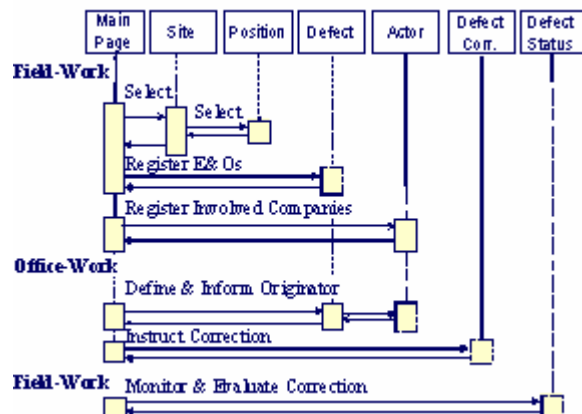 Main Page
Site
Position
Defect
Actor
Defect Corr.
Defect Status
Field-Work
Select
Select
Register E& Os
Register Involved Companies
Office-Work
Define & Inform Originator
Instruct Correction
Field-Work
Monitor & Evaluate Correction